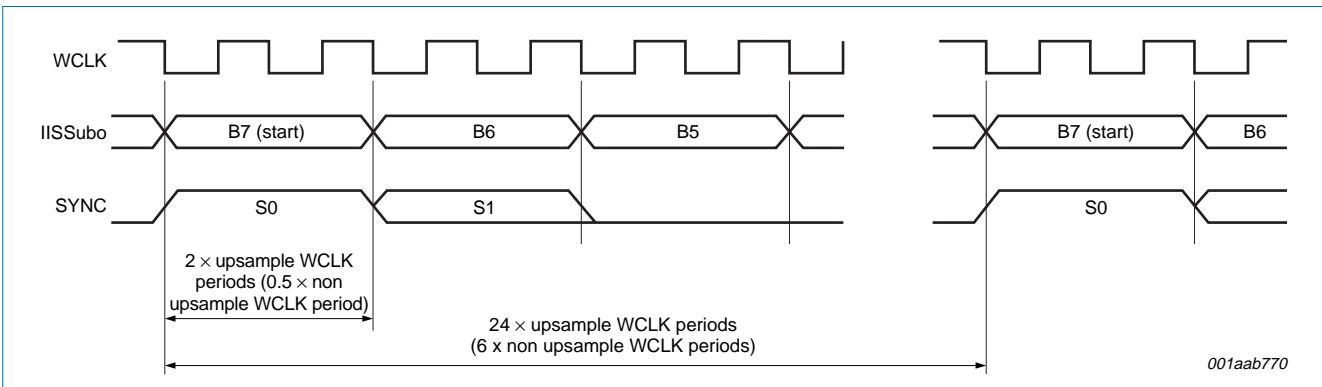 WCLK
IISSubo
B7 (start)
B6
B5
B7 (start)
B6
SYNC
S0
S1
S0
2 × upsample WCLK
periods (0.5 × non
upsample WCLK period)
24 × upsample WCLK periods
(6 x non upsample WCLK periods)
001aab770